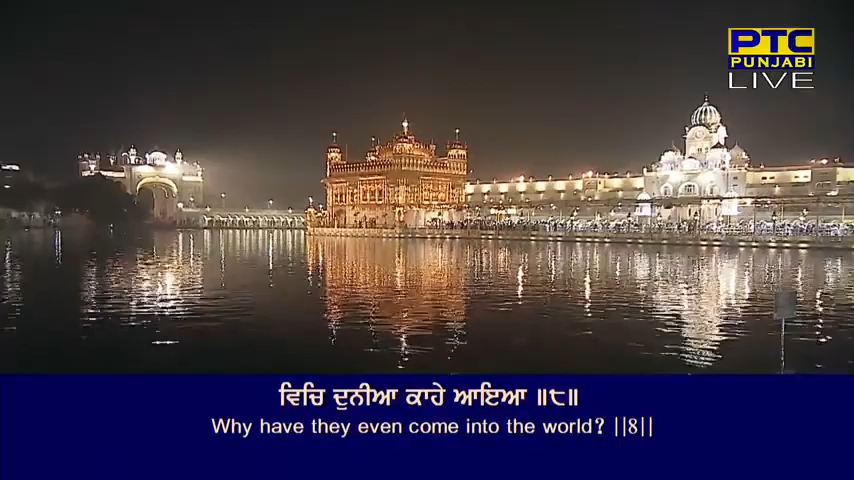 PTC
PUNJABI
LIVE
ਵਿਚਿ ਦੁਨੀਆ ਕਾਹੇ ਆਇਆ ॥੮॥
Why have they even come into the world? ||8||